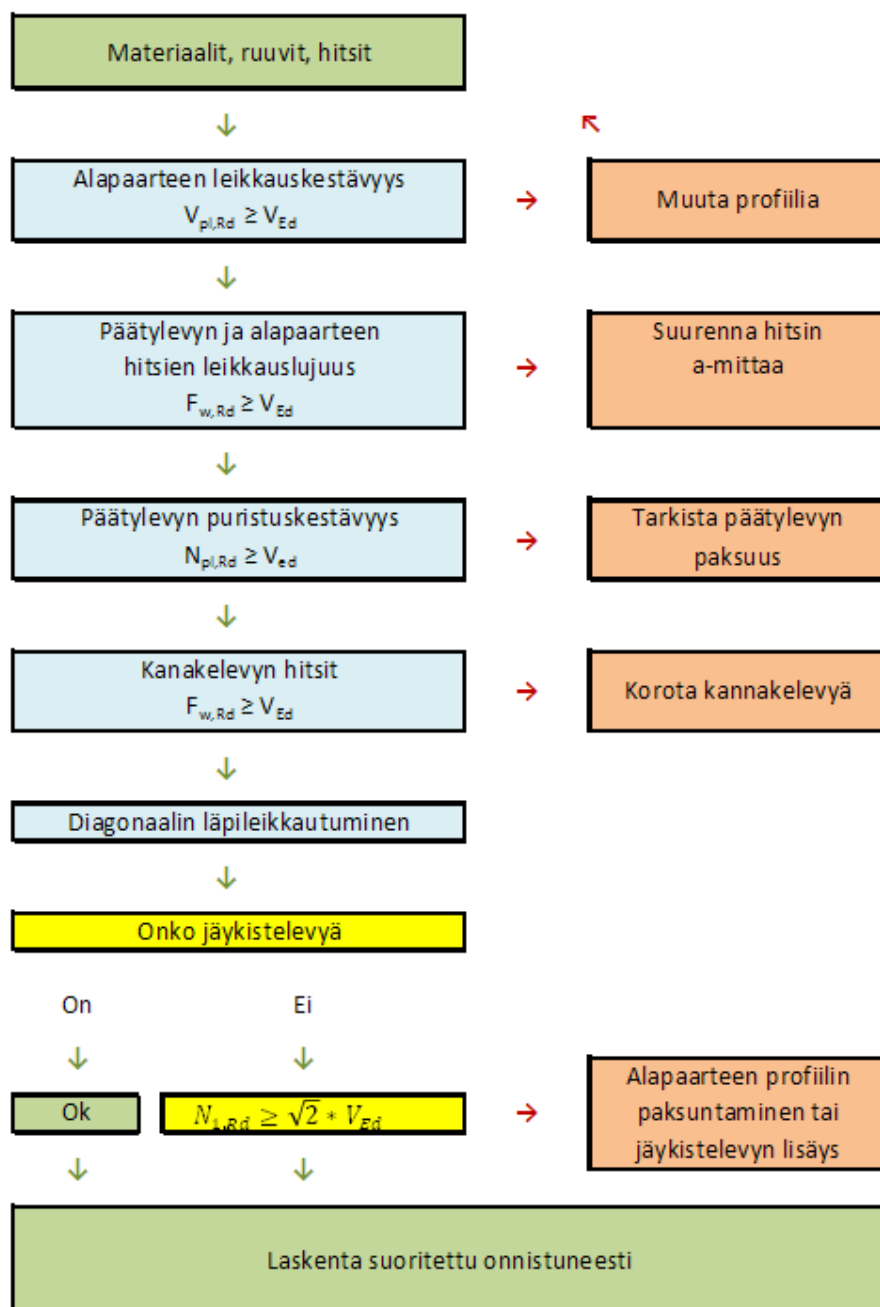 Materiaalit, ruuvit, hitsit
↓
↖
Alapaarteen leikkauskestävyys
V_pl,Rd ≥ V_Ed
→
Muuta profiilia
↓
Päätylevyn ja alapaarteen
hitsien leikkauslujuus
F_w,Rd ≥ V_Ed
→
Suurenna hitsin
a-mittaa
↓
Päätylevyn puristuskestävyys
N_pl,Rd ≥ V_ed
→
Tarkista päätylevyn
paksuus
↓
Kanakelevyn hitsit
F_w,Rd ≥ V_Ed
→
Korota kannakelevyä
↓
Diagonaalin läpileikkautuminen
↓
Onko jäykistelevyä
On Ei
↓ ↓
Ok
N_1,Rd ≥ √2 * V_Ed
→
Alapaarteen profiilin
paksuntaminen tai
jäykistelevyn lisäys
↓ ↓
Laskenta suoritettu onnistuneesti